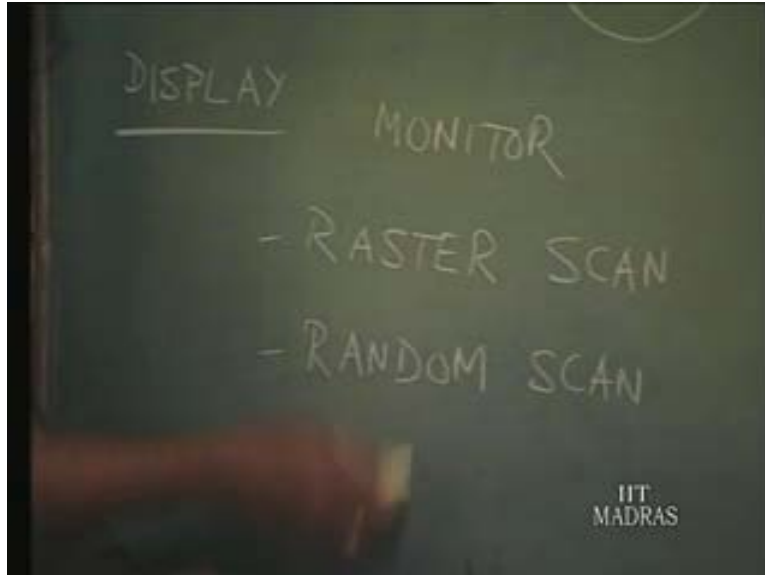 DISPLAY
MONITOR
- RASTER SCAN
- RANDOM SCAN
IIT
MADRAS